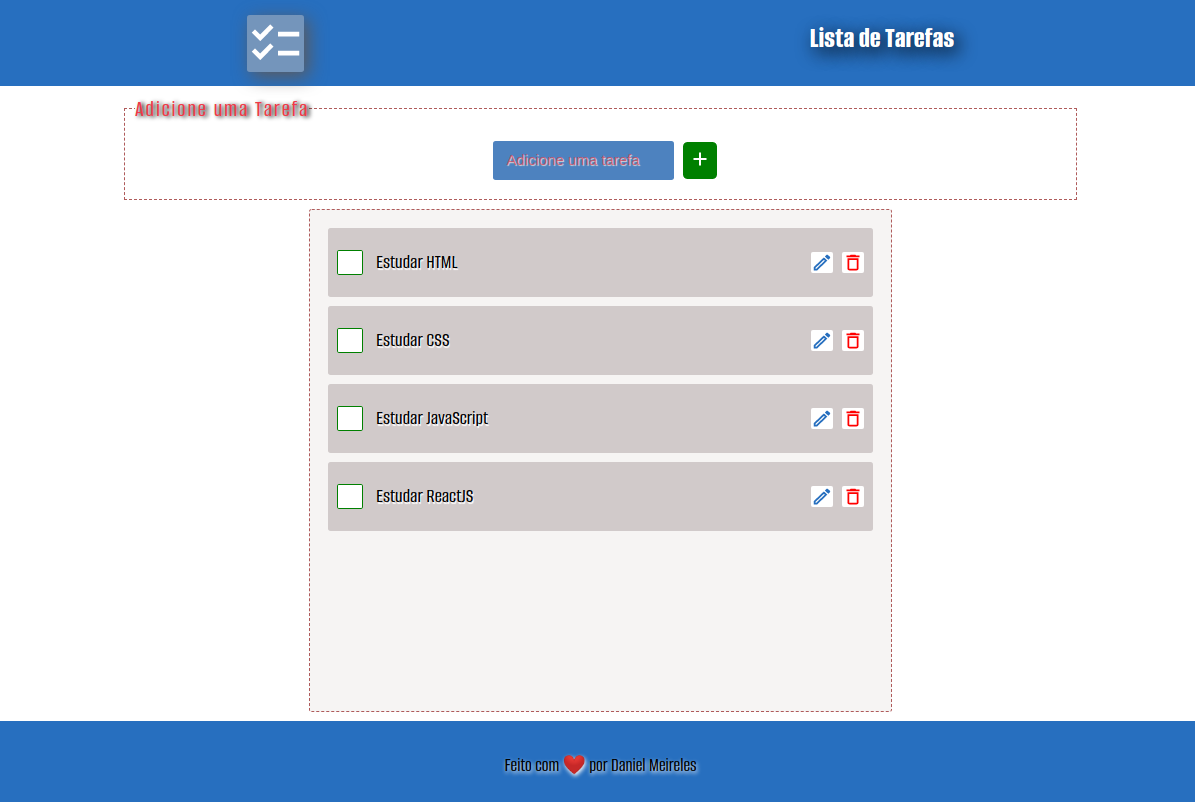 Lista de Tarefas
Adicione uma Tarefa
Adicione uma tarefa
+
Estudar HTML
Estudar CSS
Estudar JavaScript
Estudar ReactJS
Feito com ❤️ por Daniel Meireles